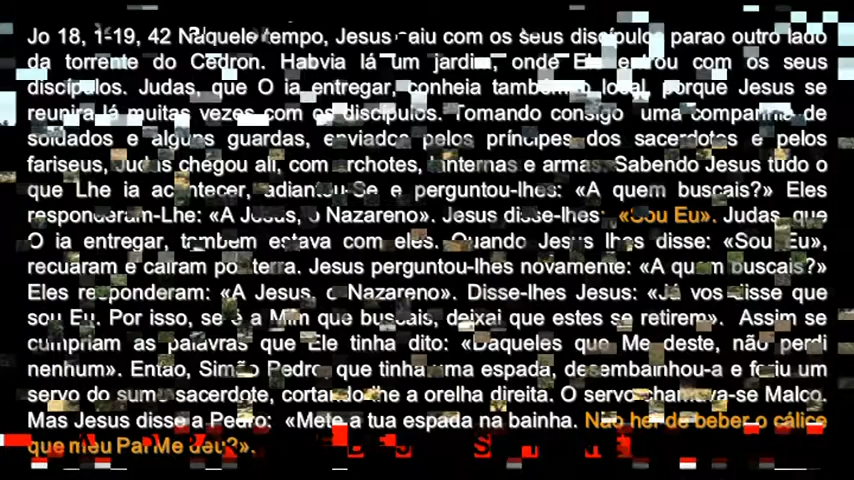 Jo 18, 1-19, 42 Naquele tempo, Jesus saiu com os seus discípulos parao outro lado
da torrente do Cedron. Habvia lá um jardim, onde Ele entrou com os seus
discípulos. Judas, que O ia entregar, conheia também o local, porque Jesus se
reunira lá muitas vezes com os discípulos. Tomando consigo uma companhia de
soldados e alguns guardas, enviados pelos príncipes dos sacerdotes e pelos
fariseus, Judas chegou ali, com archotes, lanternas e armas. Sabendo Jesus tudo o
que Lhe ia acontecer, adiantou-Se e perguntou-lhes: «A quem buscais?» Eles
responderam-Lhe: «A Jesus, o Nazareno». Jesus disse-lhes: «Sou Eu». Judas, que
O ia entregar, também estava com eles. Quando Jesus lhes disse: «Sou Eu»,
recuaram e caíram por terra. Jesus perguntou-lhes novamente: «A quem buscais?»
Eles responderam: «A Jesus, o Nazareno». Disse-lhes Jesus: «Já vos disse que
sou Eu. Por isso, se é a Mim que buscais, deixai que estes se retirem». Assim se
cumpriam as palavras que Ele tinha dito: «Daqueles que Me deste, não perdi
nenhum». Então, Simão Pedro, que tinha uma espada, desembainhou-a e feriu um
servo do sumo sacerdote, cortando-lhe a orelha direita. O servo chamava-se Malco.
Mas Jesus disse a Pedro: «Mete a tua espada na bainha. Não hei de beber o cálice
que meu Pai Me deu?».